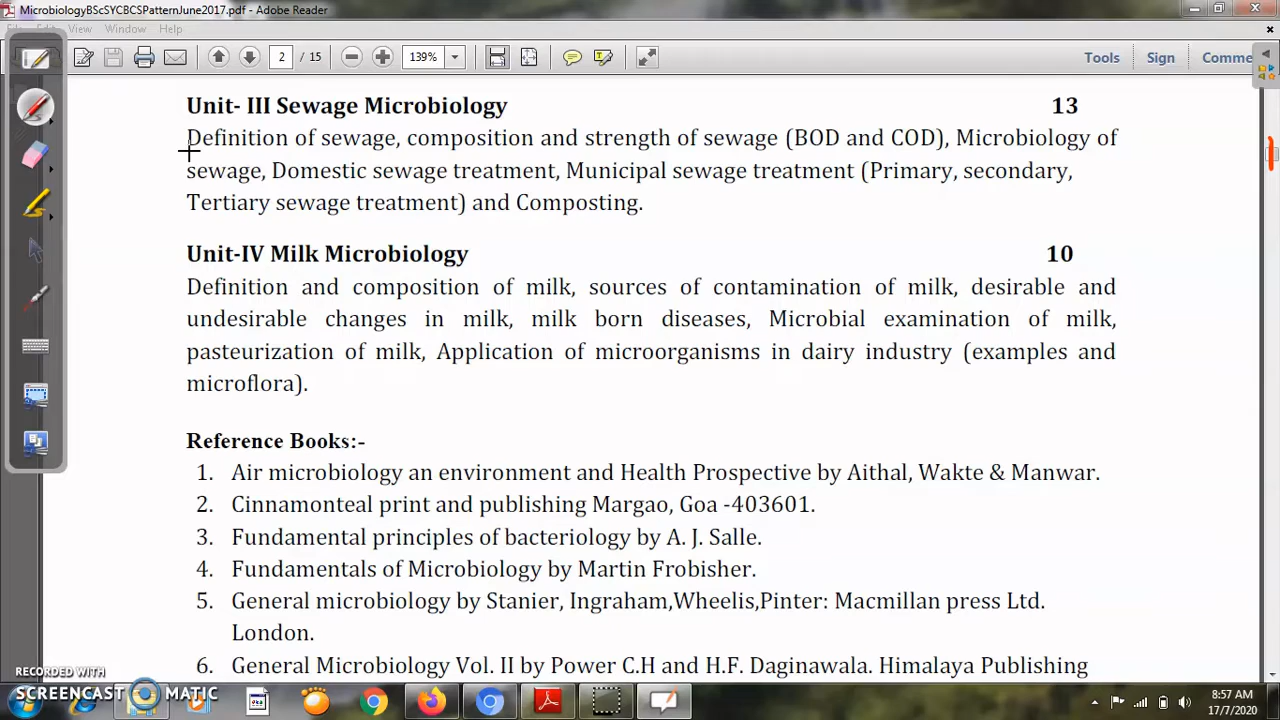 MicrobiologyBScSYCBCSPatternJune2017.pdf - Adobe Reader
File Edit View Window Help
2 / 15 139% Tools Sign Comme
Unit- III Sewage Microbiology 13
Definition of sewage, composition and strength of sewage (BOD and COD), Microbiology of
sewage, Domestic sewage treatment, Municipal sewage treatment (Primary, secondary,
Tertiary sewage treatment) and Composting.
Unit-IV Milk Microbiology 10
Definition and composition of milk, sources of contamination of milk, desirable and
undesirable changes in milk, milk born diseases, Microbial examination of milk,
pasteurization of milk, Application of microorganisms in dairy industry (examples and
microflora).
Reference Books:-
1. Air microbiology an environment and Health Prospective by Aithal, Wakte & Manwar.
2. Cinnamonteal print and publishing Margao, Goa -403601.
3. Fundamental principles of bacteriology by A. J. Salle.
4. Fundamentals of Microbiology by Martin Frobisher.
5. General microbiology by Stanier, Ingraham,Wheelis,Pinter: Macmillan press Ltd.
London.
6. General Microbiology Vol. II by Power C.H and H.F. Daginawala. Himalaya Publishing
RECORDED WITH
SCREENCAST MATIC
8:57 AM
17/7/2020